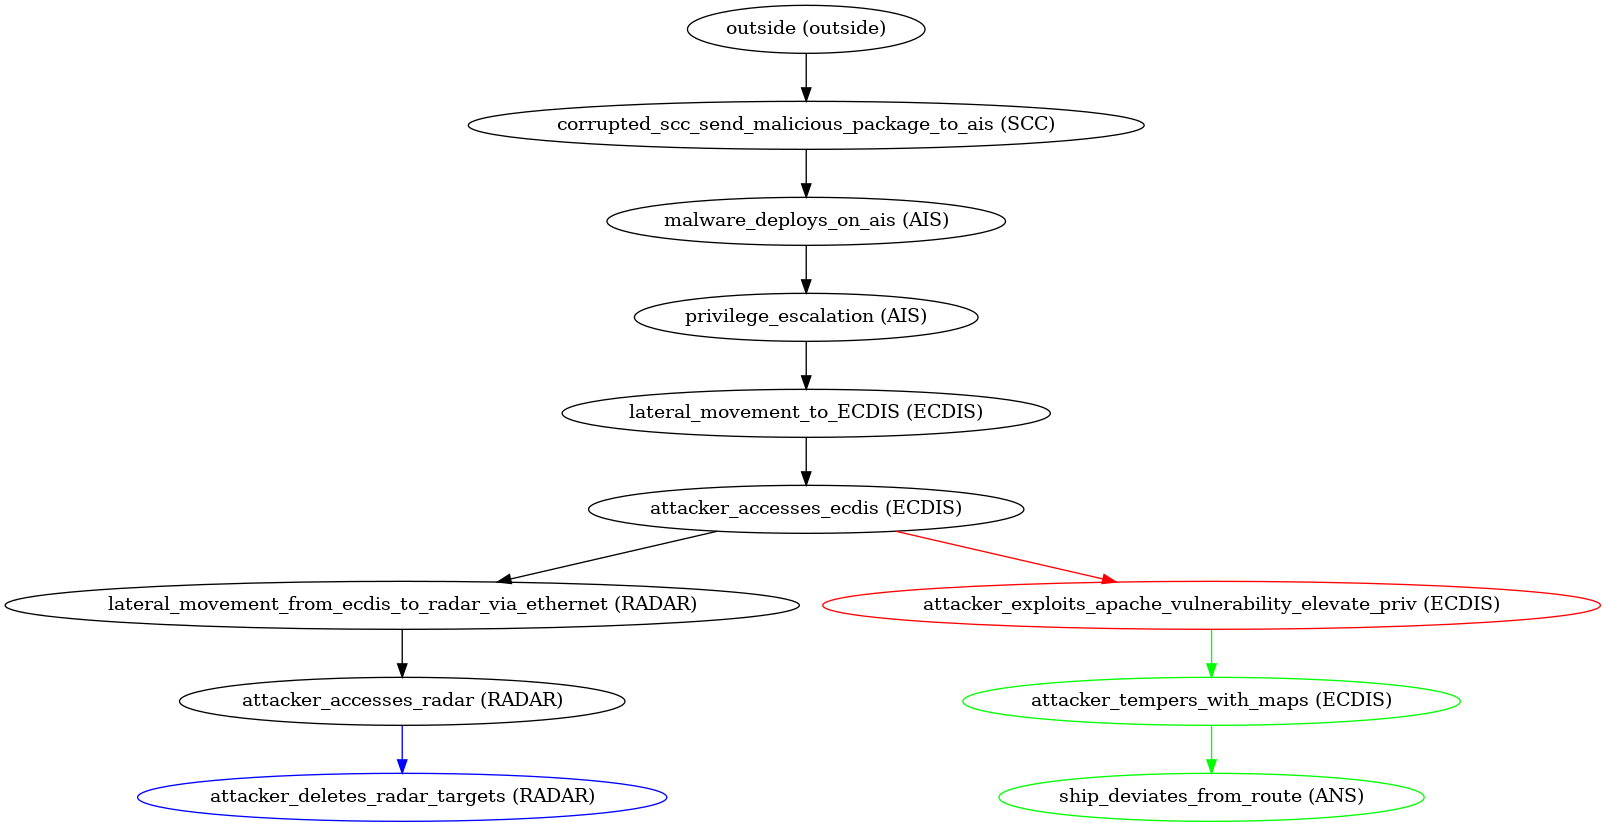 outside (outside)
corrupted_scc_send_malicious_package_to_ais (SCC)
malware_deploys_on_ais (AIS)
privilege_escalation (AIS)
lateral_movement_to_ECDIS (ECDIS)
attacker_accesses_ecdis (ECDIS)
lateral_movement_from_ecdis_to_radar_via_ethernet (RADAR)
attacker_exploits_apache_vulnerability_elevate_priv (ECDIS)
attacker_accesses_radar (RADAR)
attacker_tempers_with_maps (ECDIS)
attacker_deletes_radar_targets (RADAR)
ship_deviates_from_route (ANS)